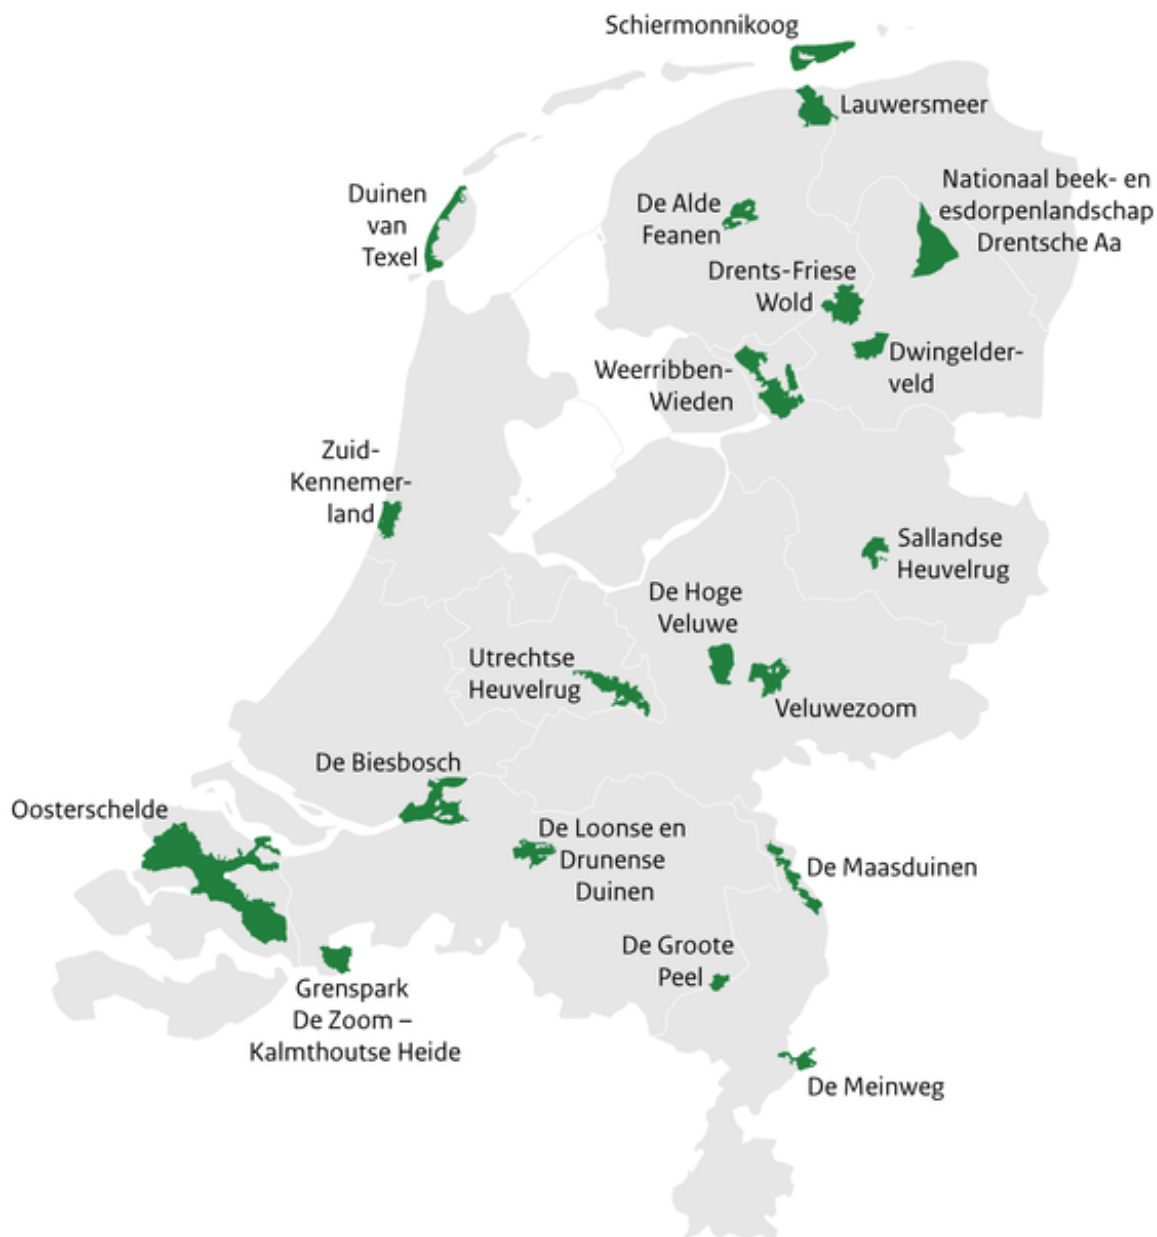 Schiermonnikoog
Lauwersmeer
Duinen
van
Texel
De Alde
Feanen
Nationaal beek- en
esdorpenlandschap
Drentsche Aa
Drents-Friese
Wold
Weerribben-
Wieden
Dwingelder-
veld
Zuid-
Kennemer-
land
Sallandse
Heuvelrug
De Hoge
Veluwe
Utrechtse
Heuvelrug
Veluwezoom
De Biesbosch
Oosterschelde
De Loonse en
Drunense
Duinen
De Maasduinen
De Groote
Peel
Grenspark
De Zoom –
Kalmthoutse Heide
De Meinweg